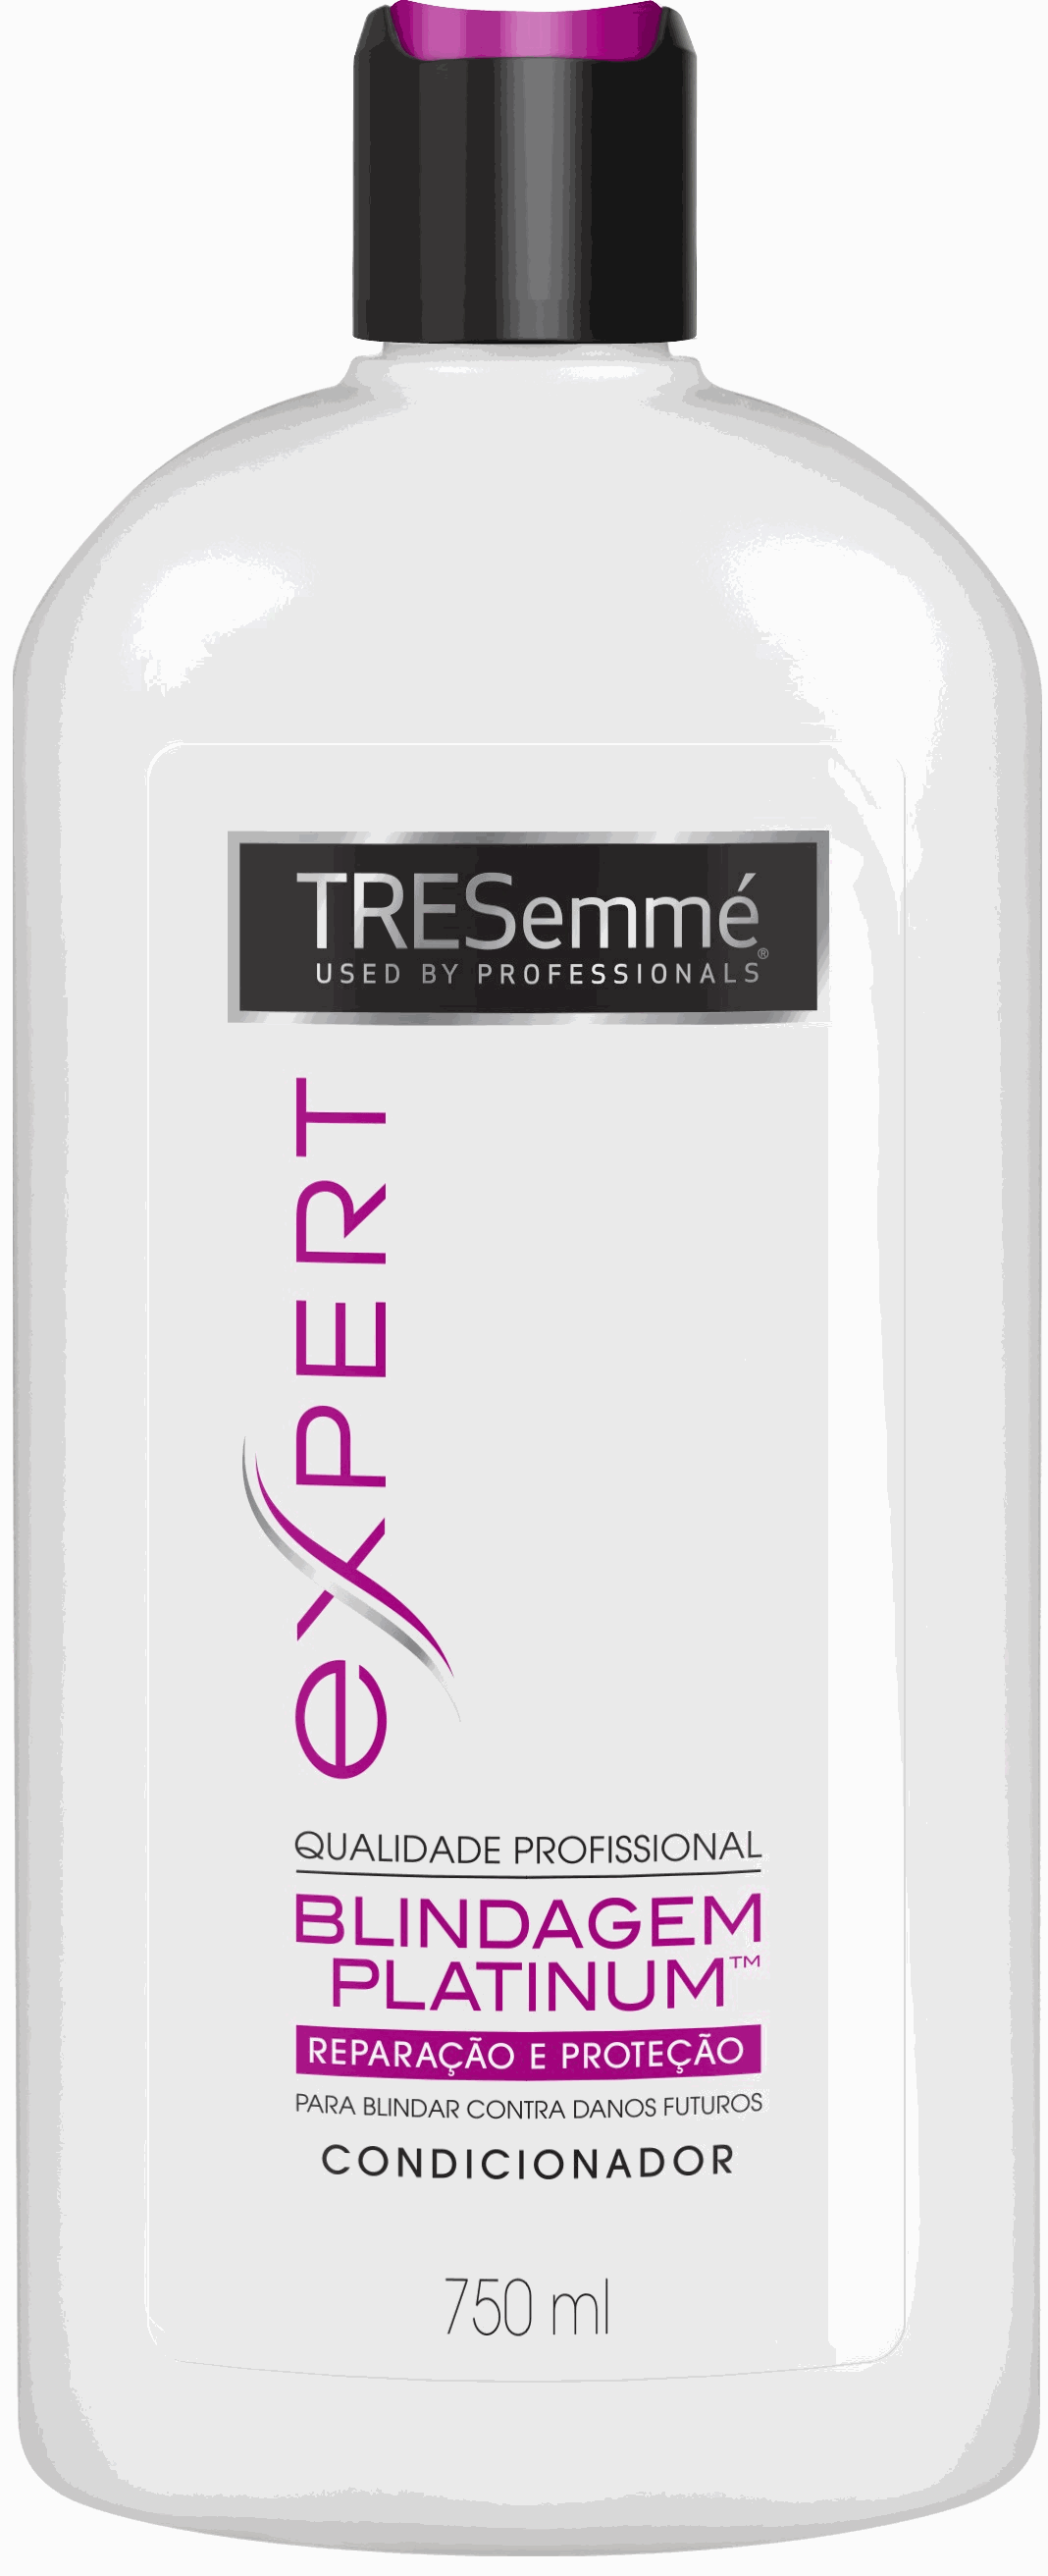 TRESemmé®
USED BY PROFESSIONALS
eXPERT
QUALIDADE PROFISSIONAL
BLINDAGEM
PLATINUM™
REPARAÇÃO E PROTEÇÃO
PARA BLINDAR CONTRA DANOS FUTUROS
CONDICIONADOR
750 ml